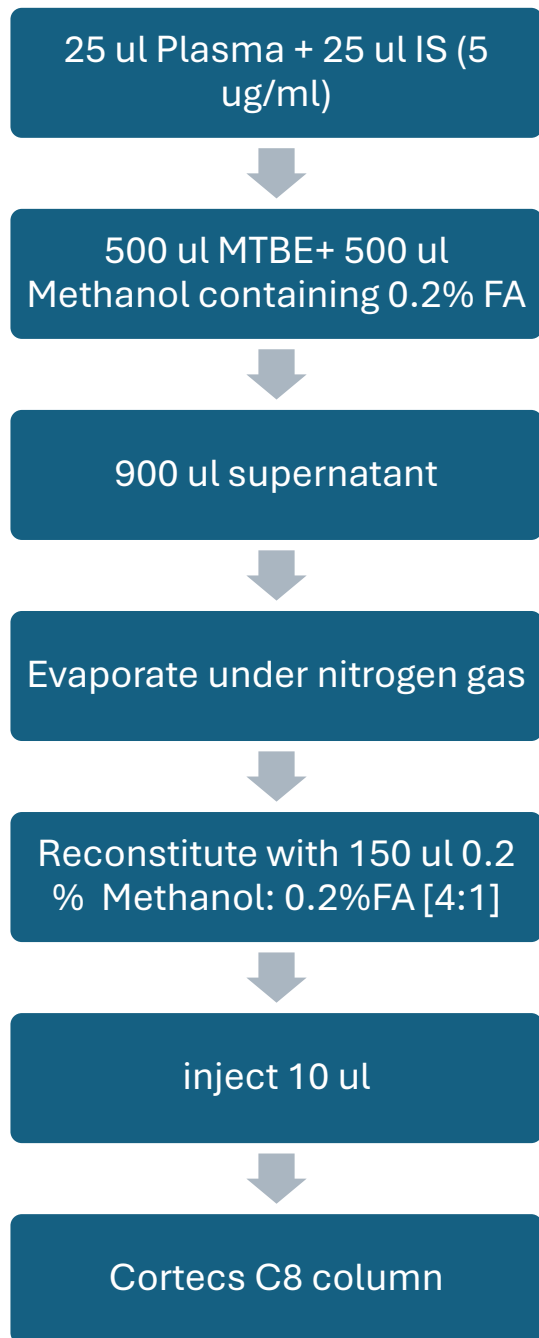 25 ul Plasma + 25 ul IS (5
ug/ml)
500 ul MTBE+ 500 ul
Methanol containing 0.2% FA
900 ul supernatant
Evaporate under nitrogen gas
Reconstitute with 150 ul 0.2
% Methanol: 0.2%FA [4:1]
inject 10 ul
Cortecs C8 column